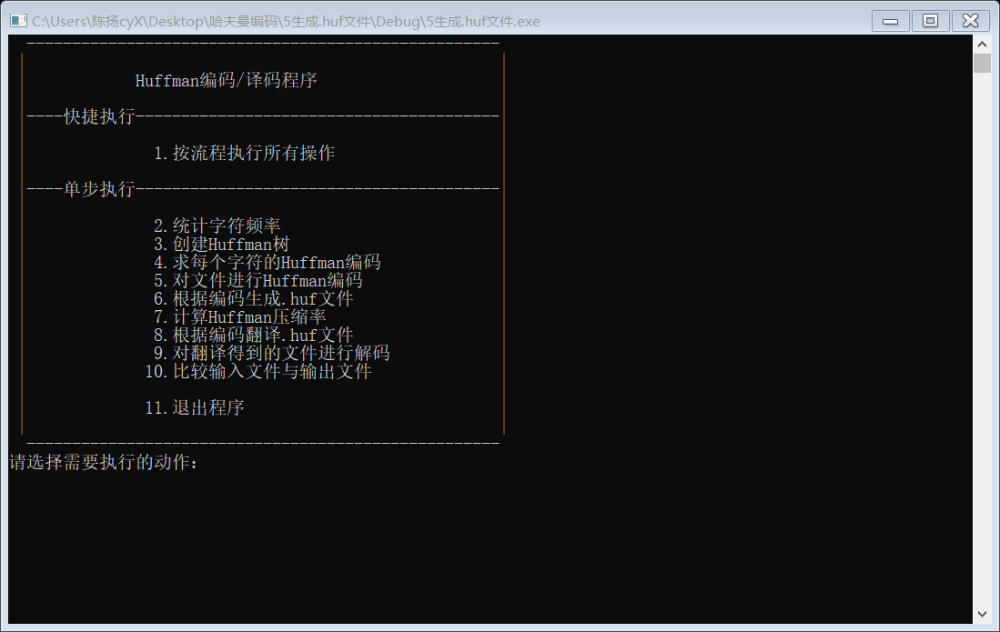 C:\Users\陈扬cyX\Desktop\哈夫曼编码\5生成.huf文件\Debug\5生成.huf文件.exe
----------------------------------------------------
Huffman编码/译码程序
----快捷执行----------------------------------------
1.按流程执行所有操作
----单步执行----------------------------------------
2.统计字符频率
3.创建Huffman树
4.求每个字符的Huffman编码
5.对文件进行Huffman编码
6.根据编码生成.huf文件
7.计算Huffman压缩率
8.根据编码翻译.huf文件
9.对翻译得到的文件进行解码
10.比较输入文件与输出文件
11.退出程序
----------------------------------------------------
请选择需要执行的动作：